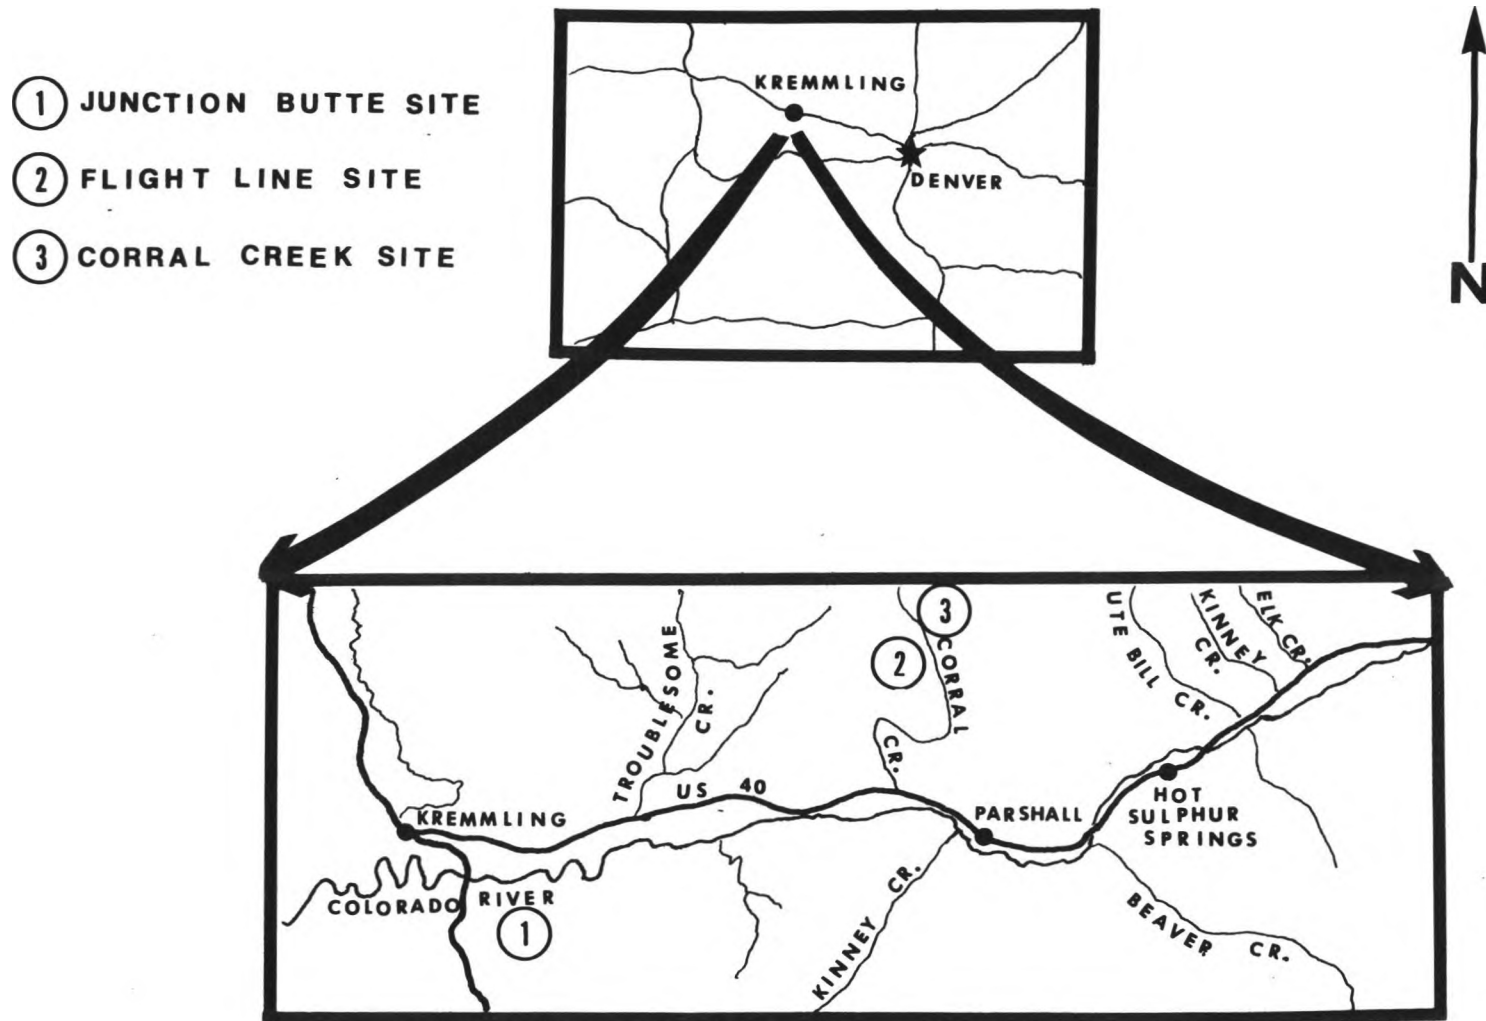 1 JUNCTION BUTTE SITE
2 FLIGHT LINE SITE
3 CORRAL CREEK SITE
KREMMLING
DENVER
N
3
2
CORRAL
CR.
TROUBLESOME
CR.
UTE BILL CR.
KINNEY
CR.
ELK CR.
US 40
KREMMLING
PARSHALL
HOT
SULPHUR
SPRINGS
COLORADO RIVER
1
KINNEY CR.
BEAVER CR.